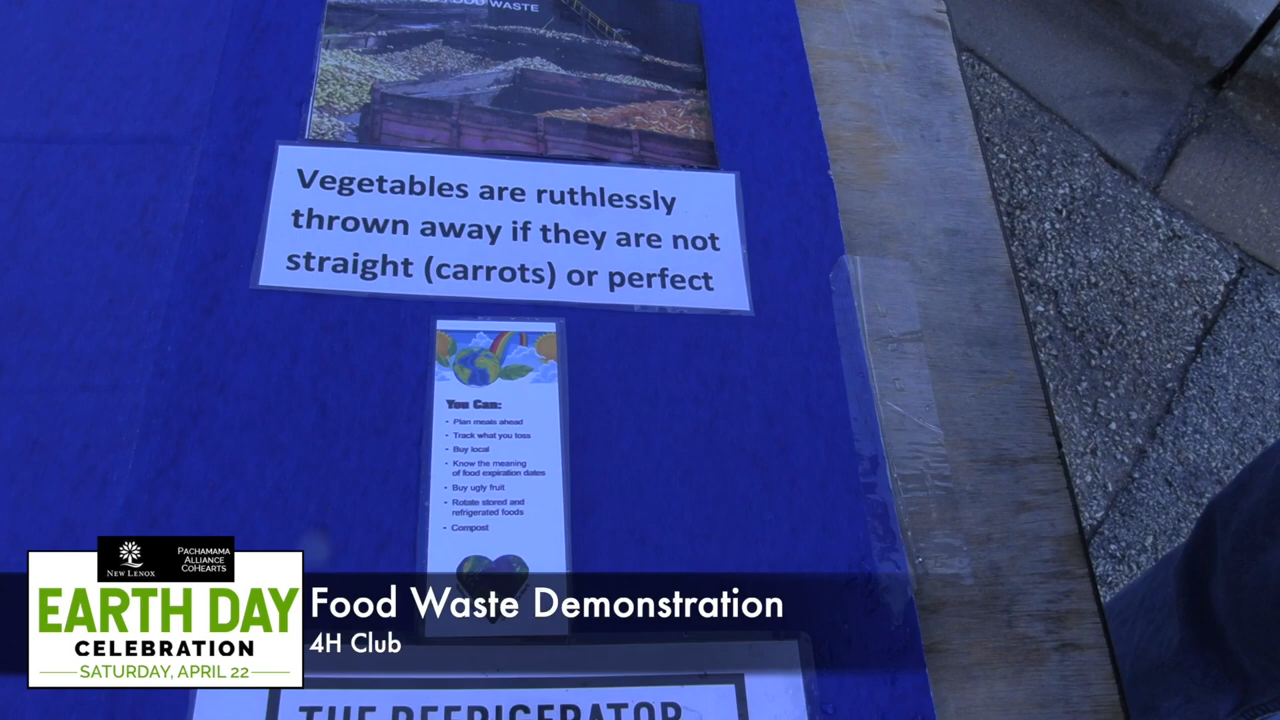 WASTE
Vegetables are ruthlessly
thrown away if they are not
straight (carrots) or perfect
You Can:
• Plan meals ahead
• Track what you toss
• Buy local
• Know the meaning
of food expiration dates
• Buy ugly fruit
• Rotate stored and
refrigerated foods
• Compost
NEW LENOX
PACHAMAMA
ALLIANCE
COHEARTS
EARTH DAY
CELEBRATION
SATURDAY, APRIL 22
Food Waste Demonstration
4H Club
THE REFRIGERATOR